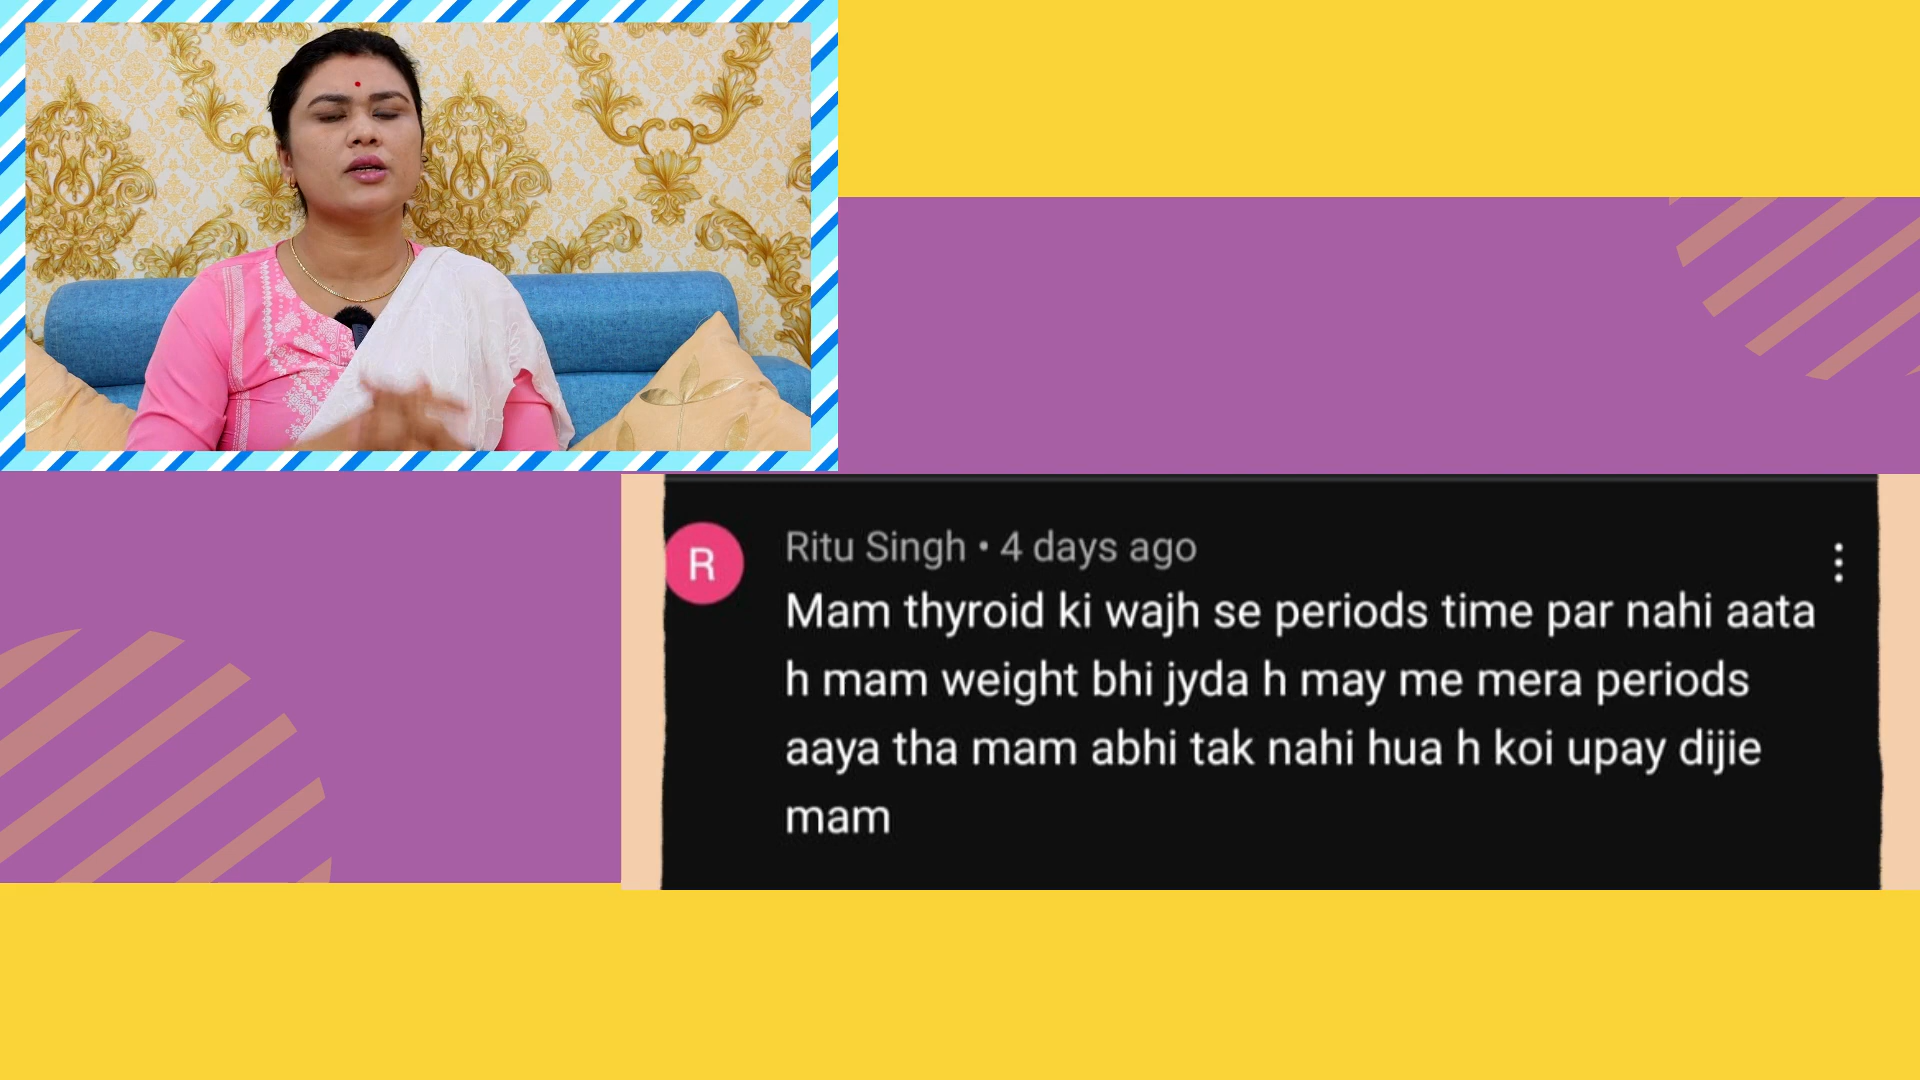 R
Ritu Singh • 4 days ago
Mam thyroid ki wajh se periods time par nahi aata
h mam weight bhi jyda h may me mera periods
aaya tha mam abhi tak nahi hua h koi upay dijie
mam